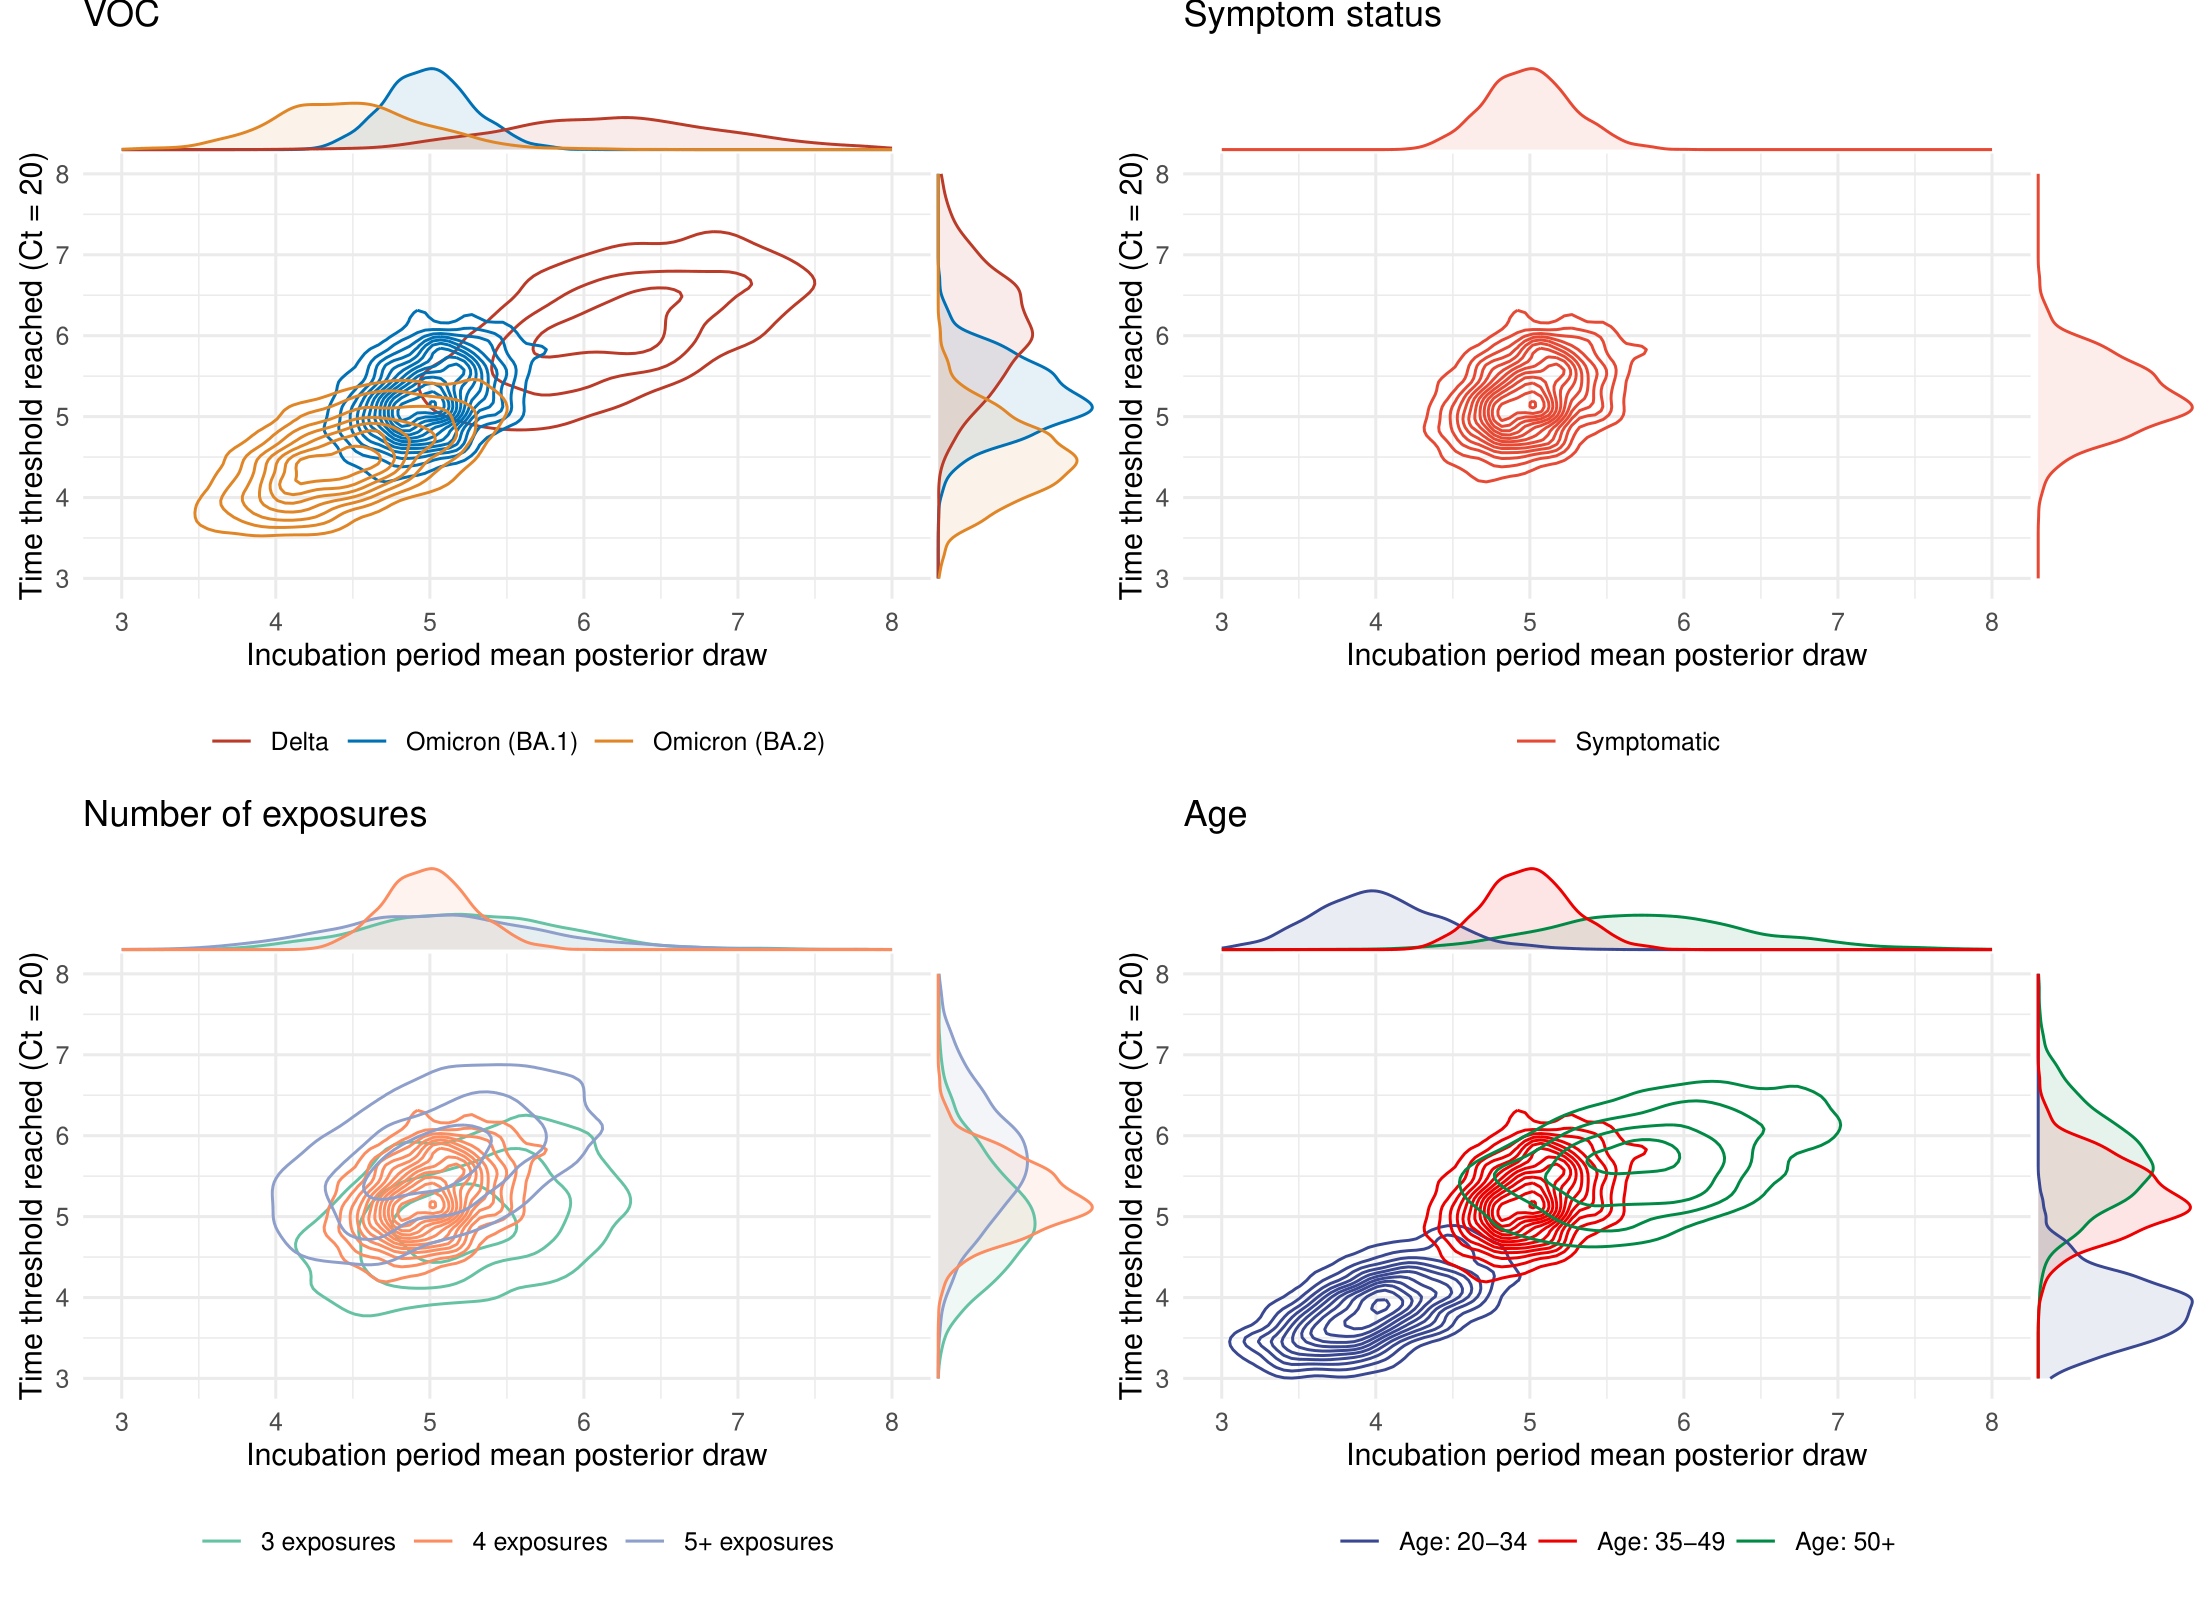 VOC
Time threshold reached (Ct = 20)
8
7
6
5
4
3
3 4 5 6 7 8
Incubation period mean posterior draw
Delta Omicron (BA.1) Omicron (BA.2)
Symptom status
Time threshold reached (Ct = 20)
8
7
6
5
4
3
3 4 5 6 7 8
Incubation period mean posterior draw
Symptomatic
Number of exposures
Time threshold reached (Ct = 20)
8
7
6
5
4
3
3 4 5 6 7 8
Incubation period mean posterior draw
3 exposures 4 exposures 5+ exposures
Age
Time threshold reached (Ct = 20)
8
7
6
5
4
3
3 4 5 6 7 8
Incubation period mean posterior draw
Age: 20−34 Age: 35−49 Age: 50+